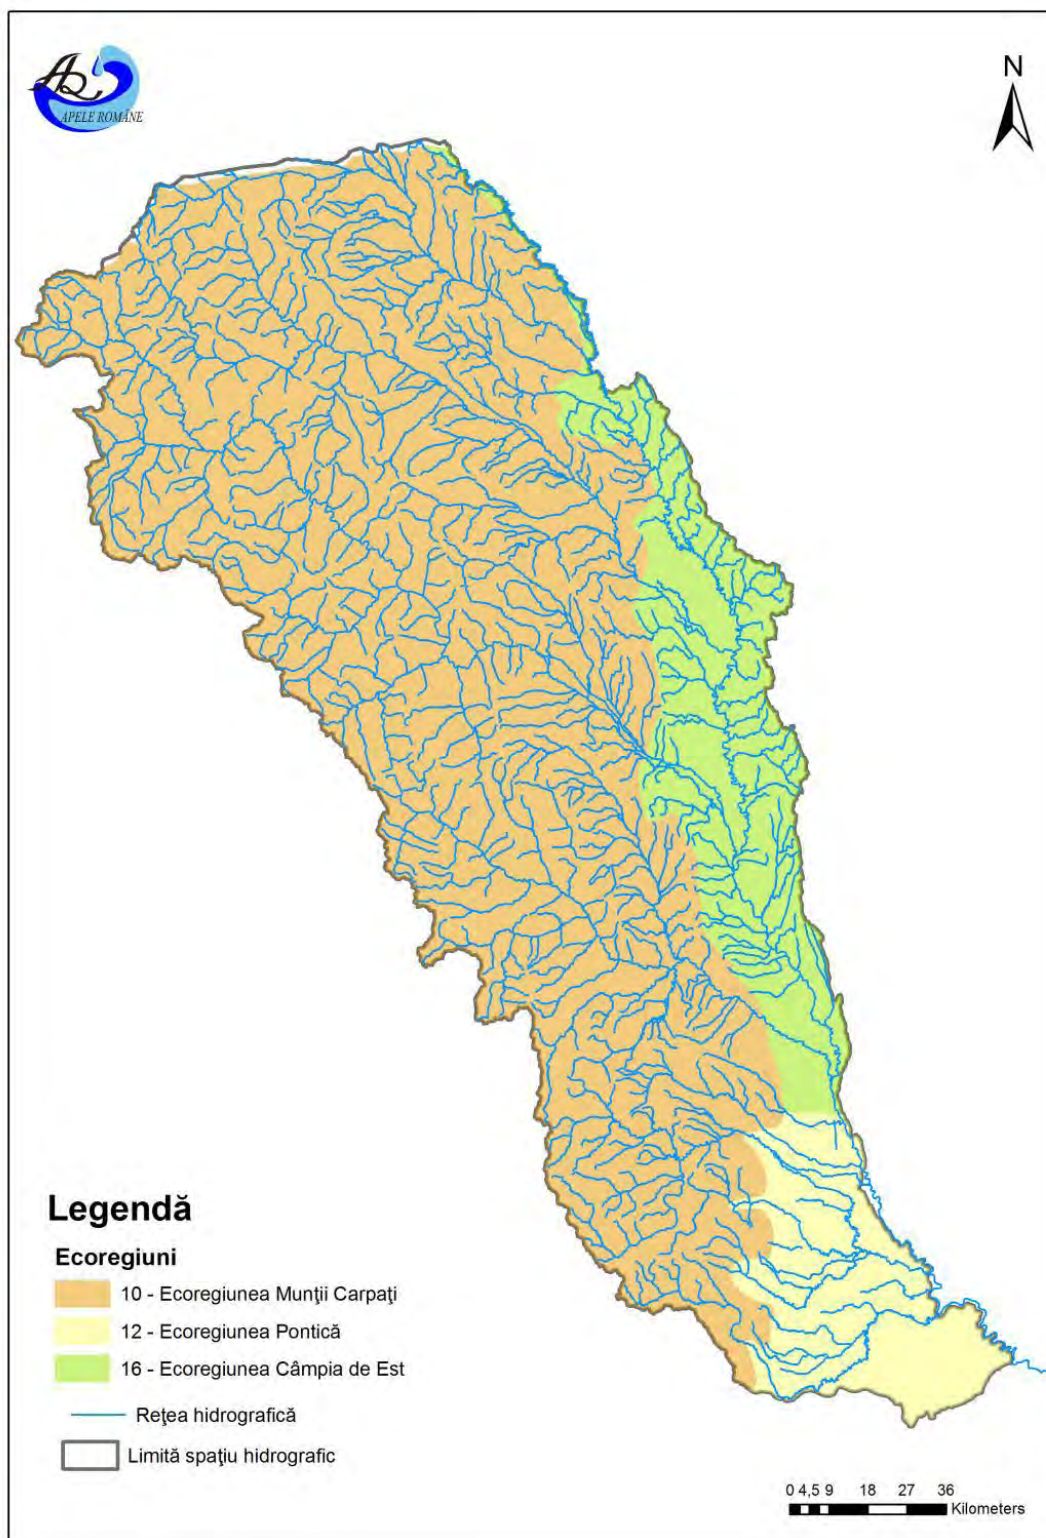 APELE ROMÂNE
N
Legendă
Ecoregiuni
10 - Ecoregiunea Munţii Carpaţi
12 - Ecoregiunea Pontică
16 - Ecoregiunea Câmpia de Est
Reţea hidrografică
Limită spaţiu hidrografic
0 4,5 9 18 27 36
Kilometers